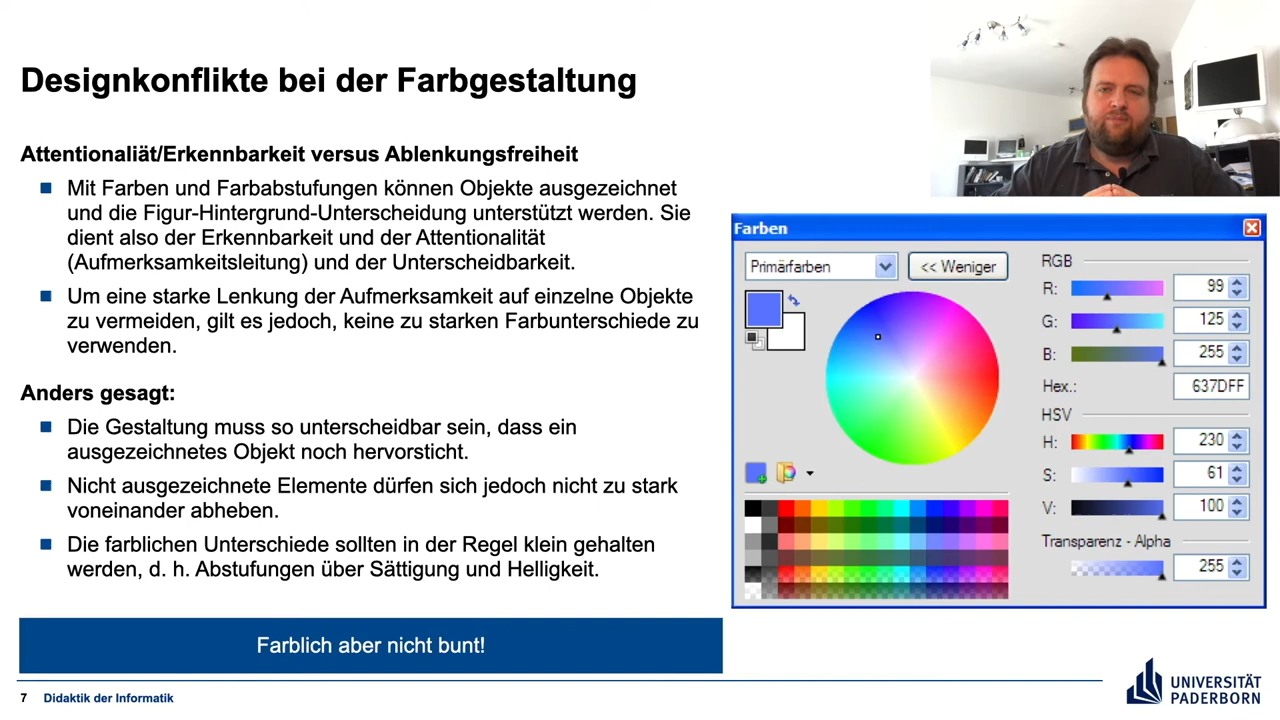 Designkonflikte bei der Farbgestaltung
Attentionaliät/Erkennbarkeit versus Ablenkungsfreiheit
Mit Farben und Farbabstufungen können Objekte ausgezeichnet
und die Figur-Hintergrund-Unterscheidung unterstützt werden. Sie
dient also der Erkennbarkeit und der Attentionalität
(Aufmerksamkeitsleitung) und der Unterscheidbarkeit.
Um eine starke Lenkung der Aufmerksamkeit auf einzelne Objekte
zu vermeiden, gilt es jedoch, keine zu starken Farbunterschiede zu
verwenden.
Anders gesagt:
Die Gestaltung muss so unterscheidbar sein, dass ein
ausgezeichnetes Objekt noch hervorsticht.
Nicht ausgezeichnete Elemente dürfen sich jedoch nicht zu stark
voneinander abheben.
Die farblichen Unterschiede sollten in der Regel klein gehalten
werden, d. h. Abstufungen über Sättigung und Helligkeit.
Farblich aber nicht bunt!
Farben
Primärfarben
<< Weniger
RGB
R: 99
G: 125
B: 255
Hex.: 637DFF
HSV
H: 230
S: 61
V: 100
Transparenz - Alpha
255
7 Didaktik der Informatik
UNIVERSITÄT
PADERBORN